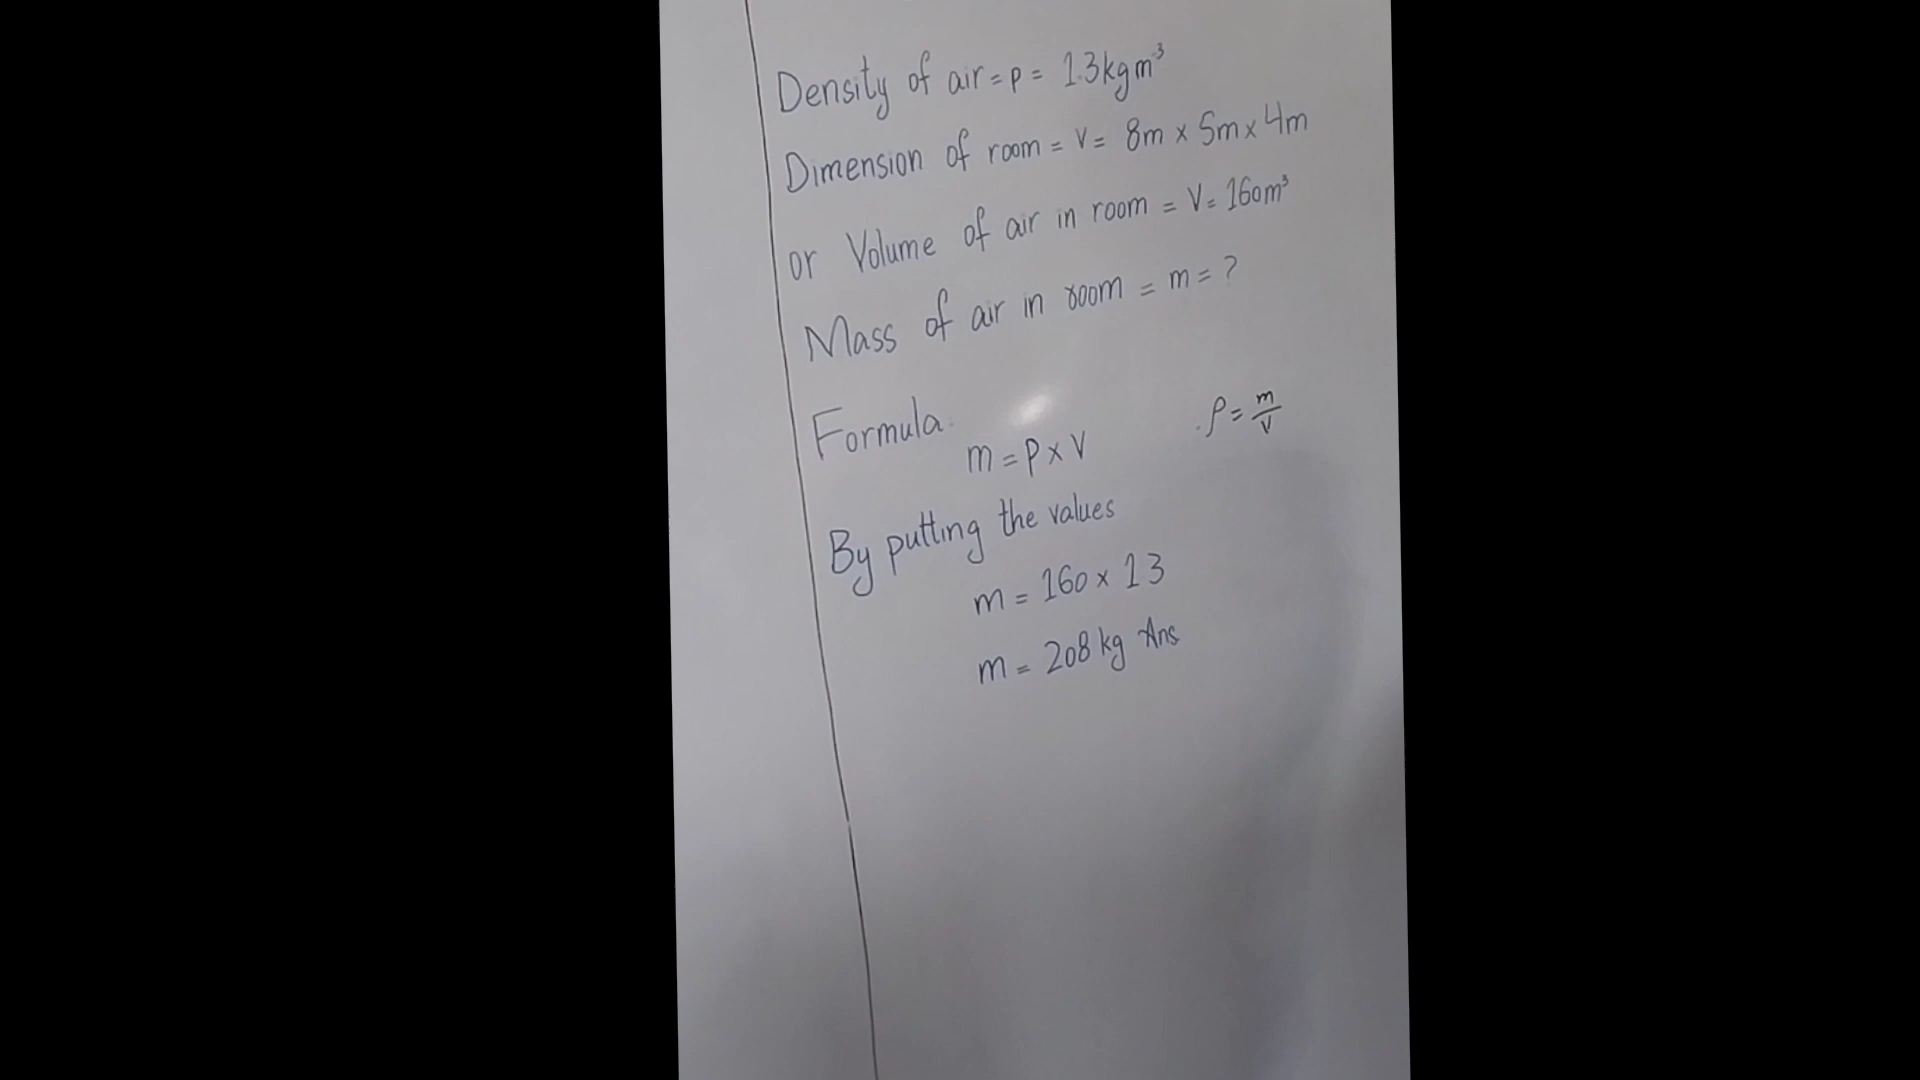 Density of air = ρ = 1.3 kg m⁻³
Dimension of room = V = 8m × 5m × 4m
or Volume of air in room = V = 160m³
Mass of air in room = m = ?
Formula.
m = ρ × V
ρ = m/V
By putting the values
m = 160 × 1.3
m = 208 kg Ans